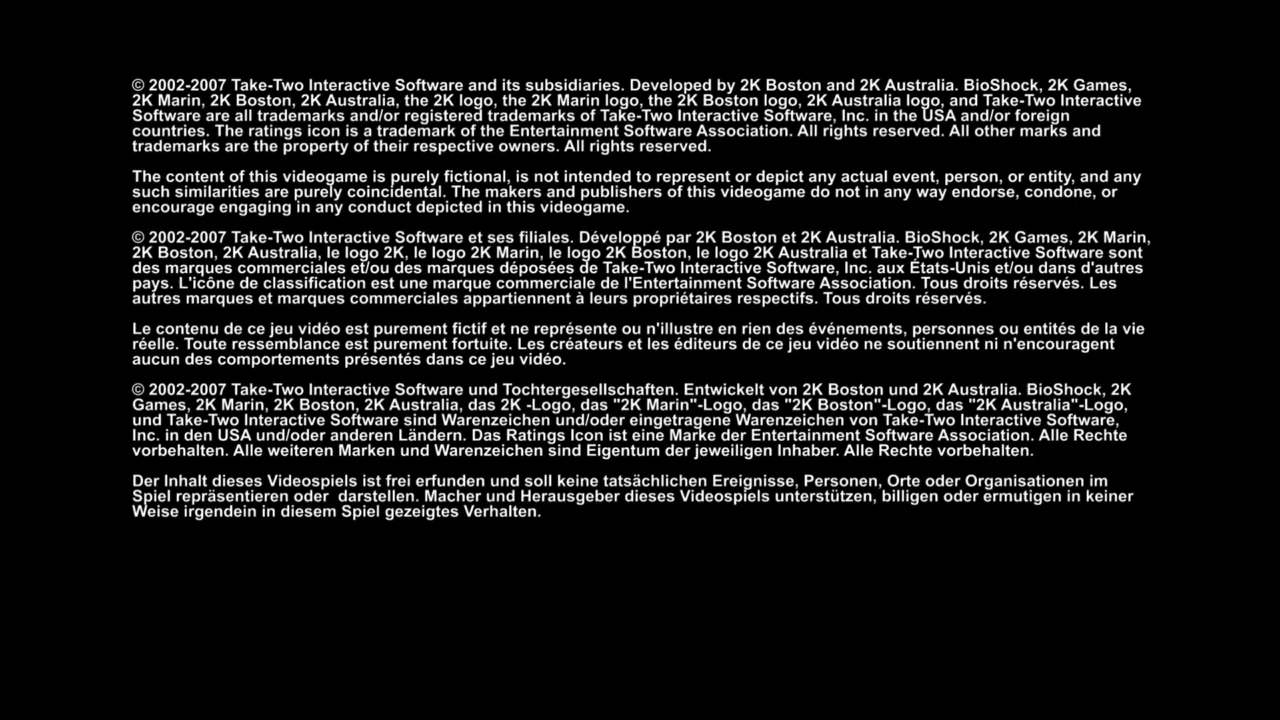 © 2002-2007 Take-Two Interactive Software and its subsidiaries. Developed by 2K Boston and 2K Australia. BioShock, 2K Games,
2K Marin, 2K Boston, 2K Australia, the 2K logo, the 2K Marin logo, the 2K Boston logo, 2K Australia logo, and Take-Two Interactive
Software are all trademarks and/or registered trademarks of Take-Two Interactive Software, Inc. in the USA and/or foreign
countries. The ratings icon is a trademark of the Entertainment Software Association. All rights reserved. All other marks and
trademarks are the property of their respective owners. All rights reserved.
The content of this videogame is purely fictional, is not intended to represent or depict any actual event, person, or entity, and any
such similarities are purely coincidental. The makers and publishers of this videogame do not in any way endorse, condone, or
encourage engaging in any conduct depicted in this videogame.
© 2002-2007 Take-Two Interactive Software et ses filiales. Développé par 2K Boston et 2K Australia. BioShock, 2K Games, 2K Marin,
2K Boston, 2K Australia, le logo 2K, le logo 2K Marin, le logo 2K Boston, le logo 2K Australia et Take-Two Interactive Software sont
des marques commerciales et/ou des marques déposées de Take-Two Interactive Software, Inc. aux États-Unis et/ou dans d'autres
pays. L'icône de classification est une marque commerciale de l'Entertainment Software Association. Tous droits réservés. Les
autres marques et marques commerciales appartiennent à leurs propriétaires respectifs. Tous droits réservés.
Le contenu de ce jeu vidéo est purement fictif et ne représente ou n'illustre en rien des événements, personnes ou entités de la vie
réelle. Toute ressemblance est purement fortuite. Les créateurs et les éditeurs de ce jeu vidéo ne soutiennent ni n'encouragent
aucun des comportements présentés dans ce jeu vidéo.
© 2002-2007 Take-Two Interactive Software und Tochtergesellschaften. Entwickelt von 2K Boston und 2K Australia. BioShock, 2K
Games, 2K Marin, 2K Boston, 2K Australia, das 2K -Logo, das "2K Marin"-Logo, das "2K Boston"-Logo, das "2K Australia"-Logo,
und Take-Two Interactive Software sind Warenzeichen und/oder eingetragene Warenzeichen von Take-Two Interactive Software,
Inc. in den USA und/oder anderen Ländern. Das Ratings Icon ist eine Marke der Entertainment Software Association. Alle Rechte
vorbehalten. Alle weiteren Marken und Warenzeichen sind Eigentum der jeweiligen Inhaber. Alle Rechte vorbehalten.
Der Inhalt dieses Videospiels ist frei erfunden und soll keine tatsächlichen Ereignisse, Personen, Orte oder Organisationen im
Spiel repräsentieren oder  darstellen. Macher und Herausgeber dieses Videospiels unterstützen, billigen oder ermutigen in keiner
Weise irgendein in diesem Spiel gezeigtes Verhalten.